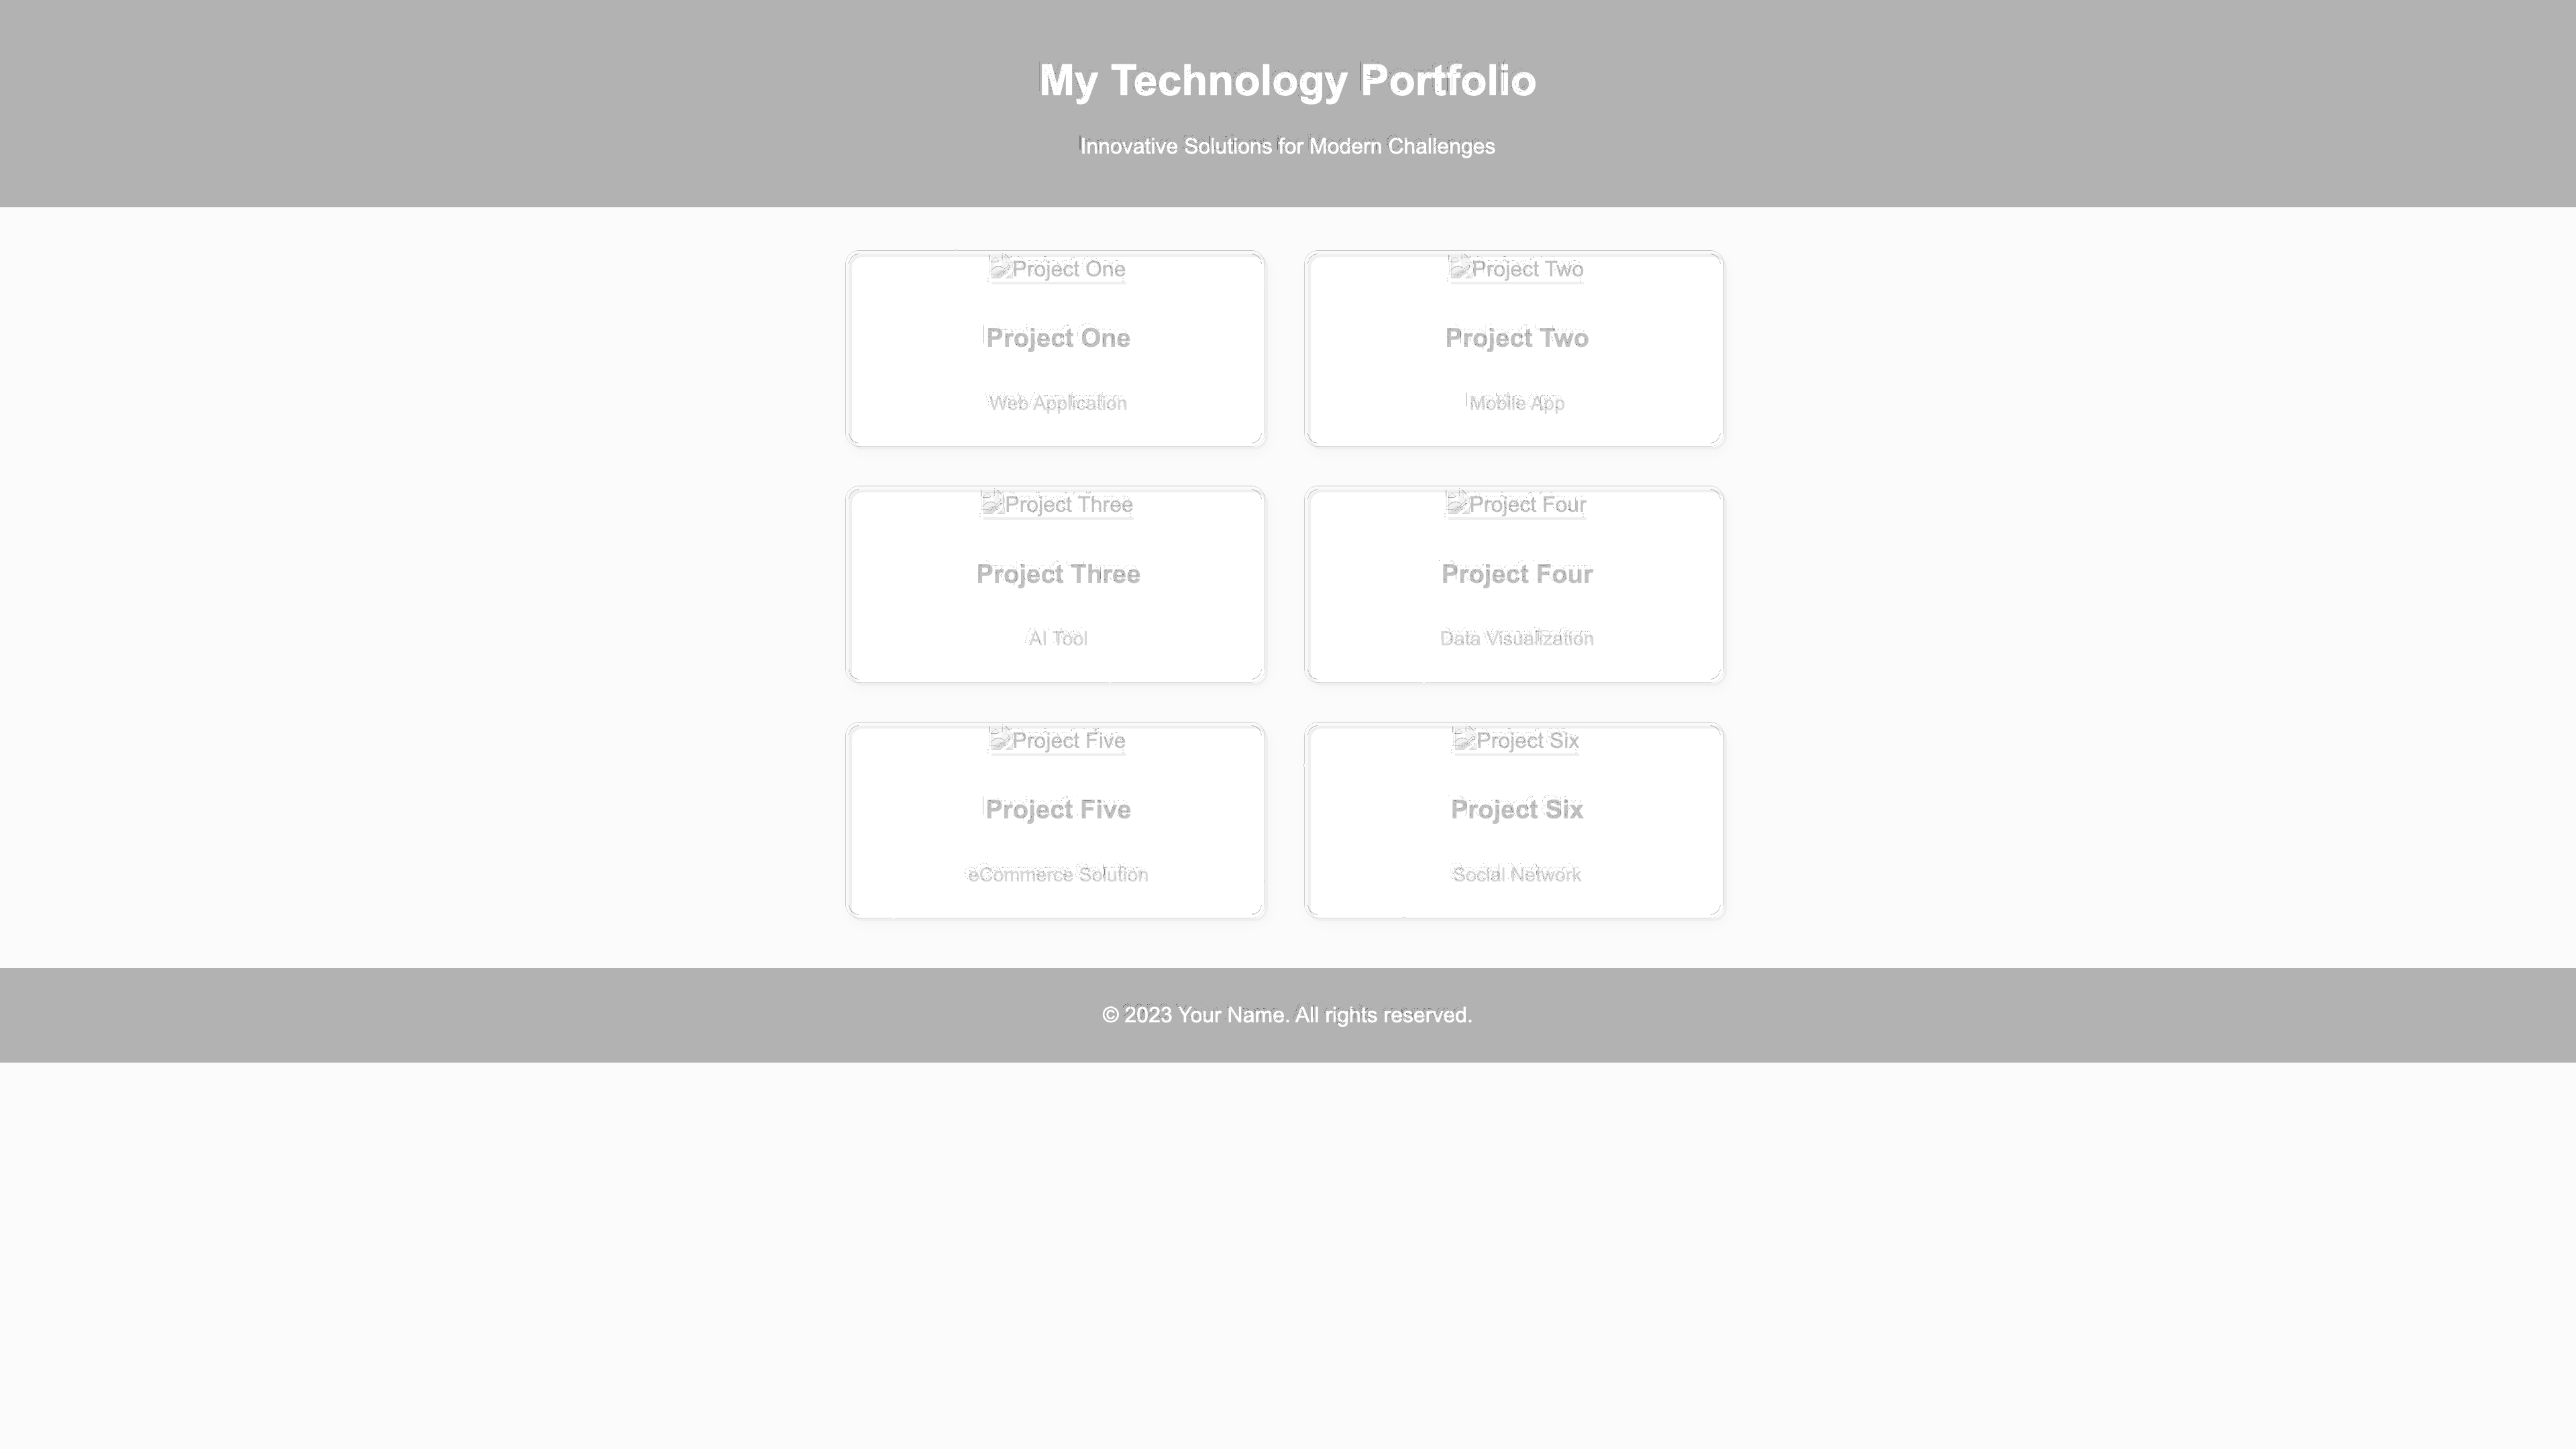 My Technology Portfolio
Innovative Solutions for Modern Challenges
Project One
Project Two
Project One
Project Two
Web Application
Mobile App
Project Three
Project Four
Project Three
Project Four
AI Tool
Data Visualization
Project Five
Project Six
Project Five
Project Six
eCommerce Solution
Social Network
© 2023 Your Name. All rights reserved.